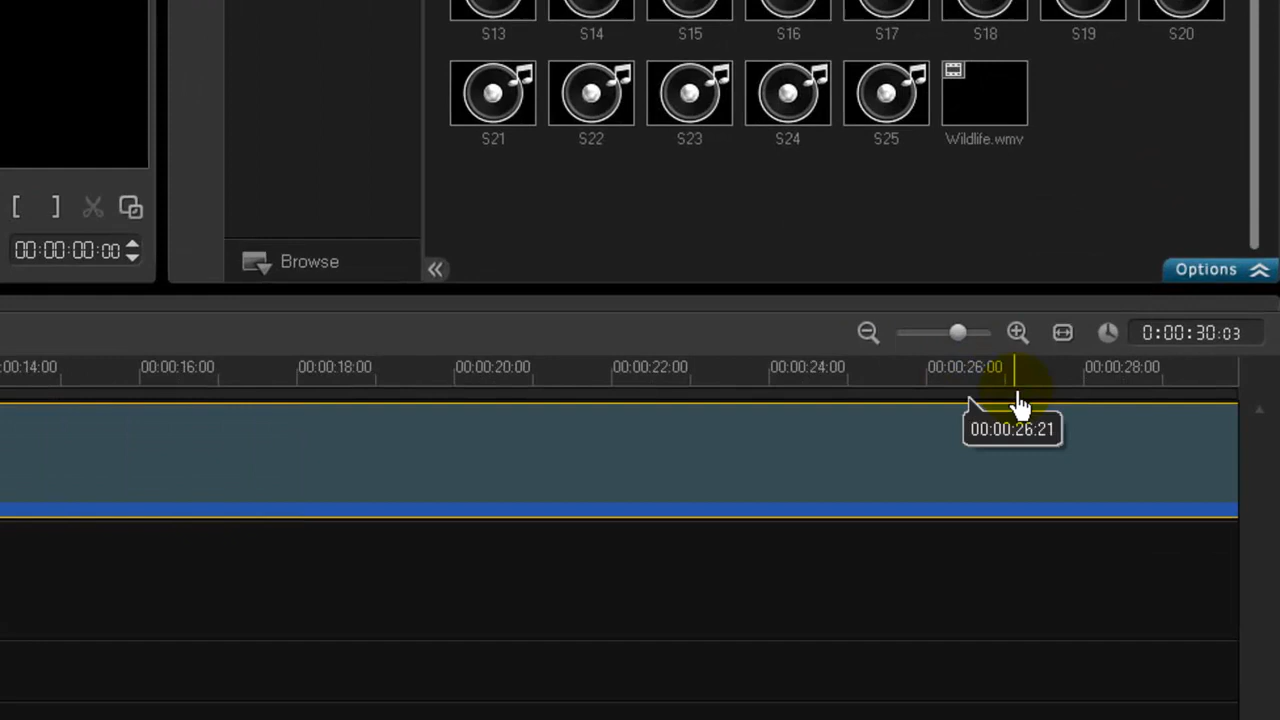 S13 S14 S15 S16 S17 S18 S19 S20
S21 S22 S23 S24 S25 Wildlife.wmv
[ ]
00:00:00:00
Browse
Options
0:00:30:03
:00:14:00 00:00:16:00 00:00:18:00 00:00:20:00 00:00:22:00 00:00:24:00 00:00:26:00 00:00:28:00
00:00:26:21